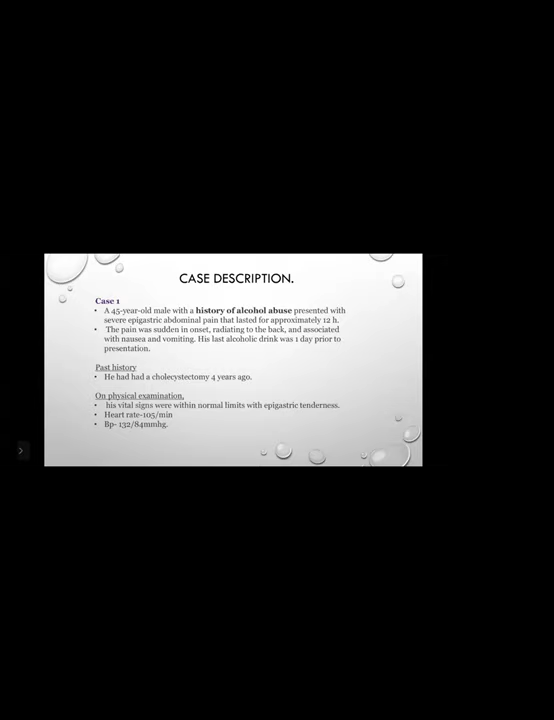 CASE DESCRIPTION.
Case 1
• A 45-year-old male with a history of alcohol abuse presented with
severe epigastric abdominal pain that lasted for approximately 12 h.
• The pain was sudden in onset, radiating to the back, and associated
with nausea and vomiting. His last alcoholic drink was 1 day prior to
presentation.
Past history
• He had had a cholecystectomy 4 years ago.
On physical examination,
• his vital signs were within normal limits with epigastric tenderness.
• Heart rate-105/min
• Bp- 132/84mmhg.